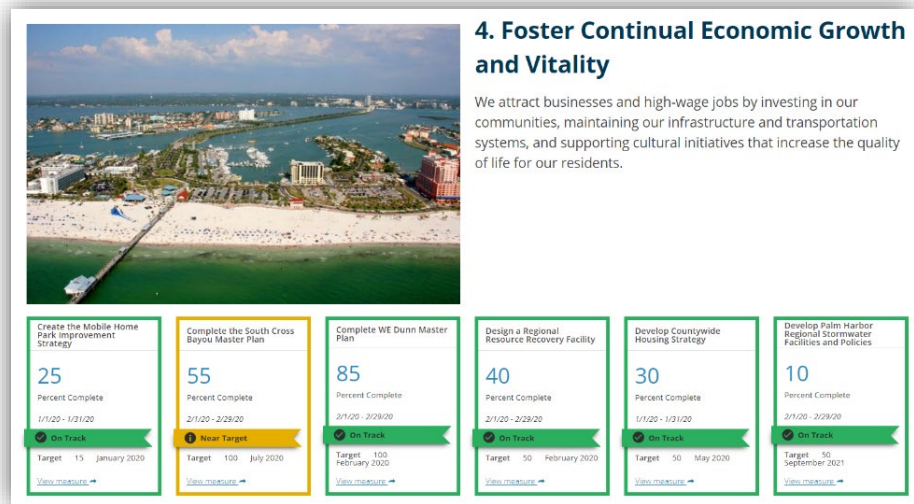 4. Foster Continual Economic Growth
and Vitality
We attract businesses and high-wage jobs by investing in our
communities, maintaining our infrastructure and transportation
systems, and supporting cultural initiatives that increase the quality
of life for our residents.
Create the Mobile Home
Park Improvement
Strategy
25
Percent Complete
1/1/20 - 1/31/20
On Track
Target 15 January 2020
View measure
Complete the South Cross
Bayou Master Plan
55
Percent Complete
2/1/20 - 2/29/20
Near Target
Target 100 July 2020
View measure
Complete WE Dunn Master
Plan
85
Percent Complete
2/1/20 - 2/29/20
On Track
Target 100
February 2020
View measure
Design a Regional
Resource Recovery Facility
40
Percent Complete
2/1/20 - 2/29/20
On Track
Target 50 February 2020
View measure
Develop Countywide
Housing Strategy
30
Percent Complete
1/1/20 - 1/31/20
On Track
Target 50 May 2020
View measure
Develop Palm Harbor
Regional Stormwater
Facilities and Policies
10
Percent Complete
2/1/20 - 2/29/20
On Track
Target 50
September 2021
View measure